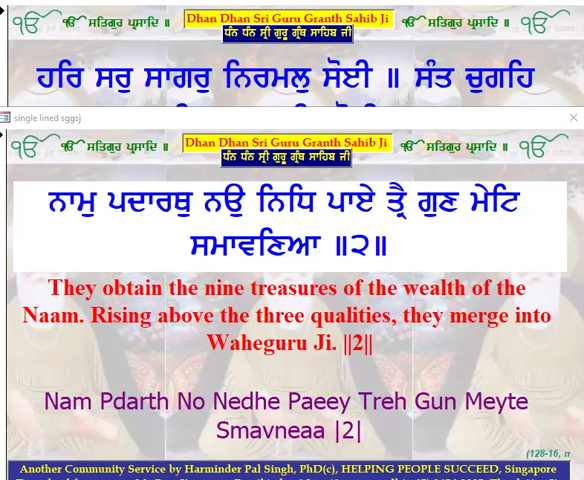 ੴ ਸਤਿਗੁਰ ਪ੍ਰਸਾਦਿ ॥ Dhan Dhan Sri Guru Granth Sahib Ji ੴ ਸਤਿਗੁਰ ਪ੍ਰਸਾਦਿ ॥ ੴ
ਧੰਨ ਧੰਨ ਸ੍ਰੀ ਗੁਰੂ ਗ੍ਰੰਥ ਸਾਹਿਬ ਜੀ
ਹਰਿ ਸਰੁ ਸਾਗਰੁ ਨਿਰਮਲੁ ਸੋਈ ॥ ਸੰਤ ਚੁਗਹਿ
single lined sggsj
ੴ ੴ ਸਤਿਗੁਰ ਪ੍ਰਸਾਦਿ ॥ Dhan Dhan Sri Guru Granth Sahib Ji ੴ ਸਤਿਗੁਰ ਪ੍ਰਸਾਦਿ ॥ ੴ
ਧੰਨ ਧੰਨ ਸ੍ਰੀ ਗੁਰੂ ਗ੍ਰੰਥ ਸਾਹਿਬ ਜੀ
ਨਾਮੁ ਪਦਾਰਥੁ ਨਉ ਨਿਧਿ ਪਾਏ ਤ੍ਰੈ ਗੁਣ ਮੇਟਿ
ਸਮਾਵਣਿਆ ॥੨॥
They obtain the nine treasures of the wealth of the
Naam. Rising above the three qualities, they merge into
Waheguru Ji. ||2||
Nam Pdarth No Nedhe Paeey Treh Gun Meyte
Smavneaa |2|
(128-16,
Another Community Service by Harminder Pal Singh, PhD(c), HELPING PEOPLE SUCCEED, Singapore